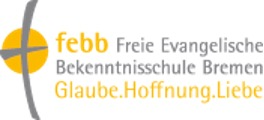 febb Freie Evangelische
Bekenntnisschule Bremen
Glaube.Hoffnung.Liebe